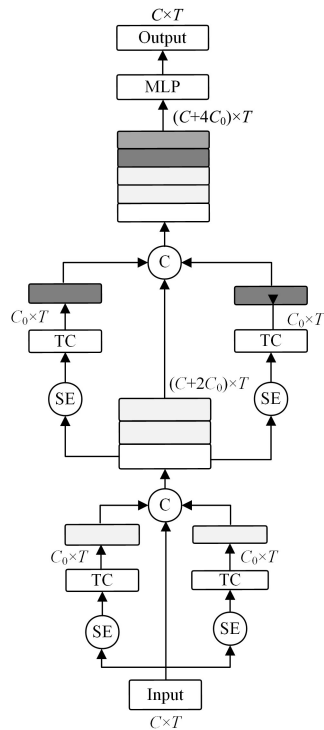 C×T
Output
MLP
(C+4C₀)×T
C
C₀×T
C₀×T
TC
TC
SE
SE
(C+2C₀)×T
C
C₀×T
C₀×T
TC
TC
SE
SE
Input
C×T